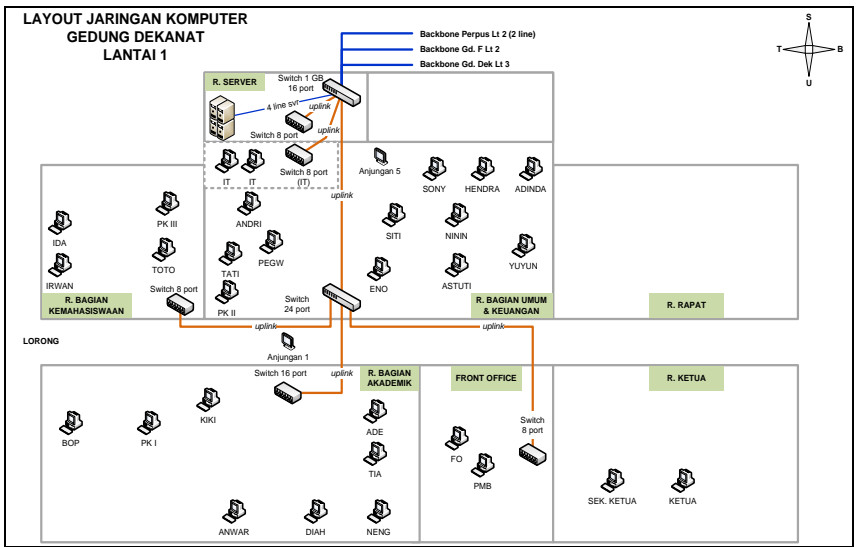 LAYOUT JARINGAN KOMPUTER
GEDUNG DEKANAT
LANTAI 1
Backbone Perpus Lt 2 (2 line)
Backbone Gd. F Lt 2
Backbone Gd. Dek Lt 3
S
T
B
U
R. SERVER
Switch 1 GB
16 port
4 line svr
uplink
uplink
Switch 8 port
IT
IT
Switch 8 port
(IT)
Anjungan 5
SONY
HENDRA
ADINDA
uplink
PK III
ANDRI
IDA
SITI
NININ
TOTO
PEGW
YUYUN
TATI
IRWAN
ENO
ASTUTI
Switch 8 port
PK II
Switch
24 port
R. BAGIAN
KEMAHASISWAAN
R. BAGIAN UMUM
& KEUANGAN
R. RAPAT
uplink
uplink
LORONG
Anjungan 1
Switch 16 port
uplink
R. BAGIAN
AKADEMIK
FRONT OFFICE
R. KETUA
KIKI
BOP
PK I
ADE
Switch
8 port
FO
TIA
PMB
SEK. KETUA
KETUA
ANWAR
DIAH
NENG